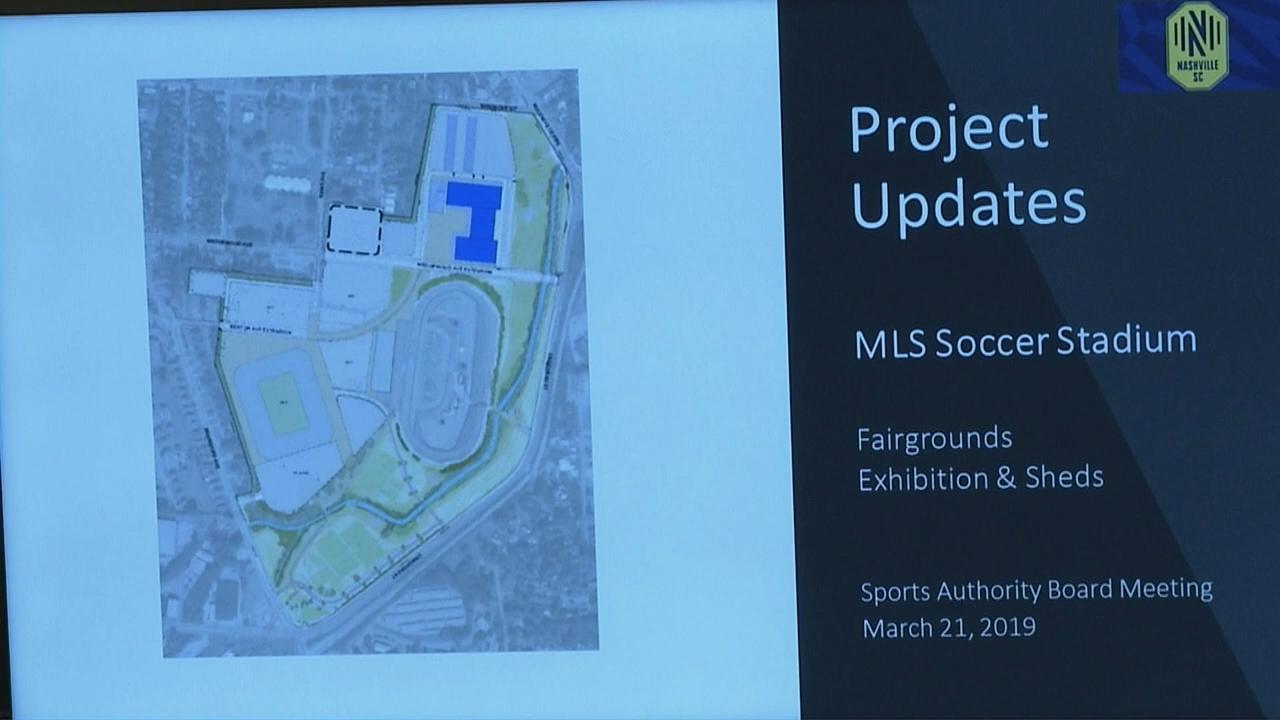 N
NASHVILLE
SC
Project
Updates
MLS Soccer Stadium
Fairgrounds
Exhibition & Sheds
Sports Authority Board Meeting
March 21, 2019